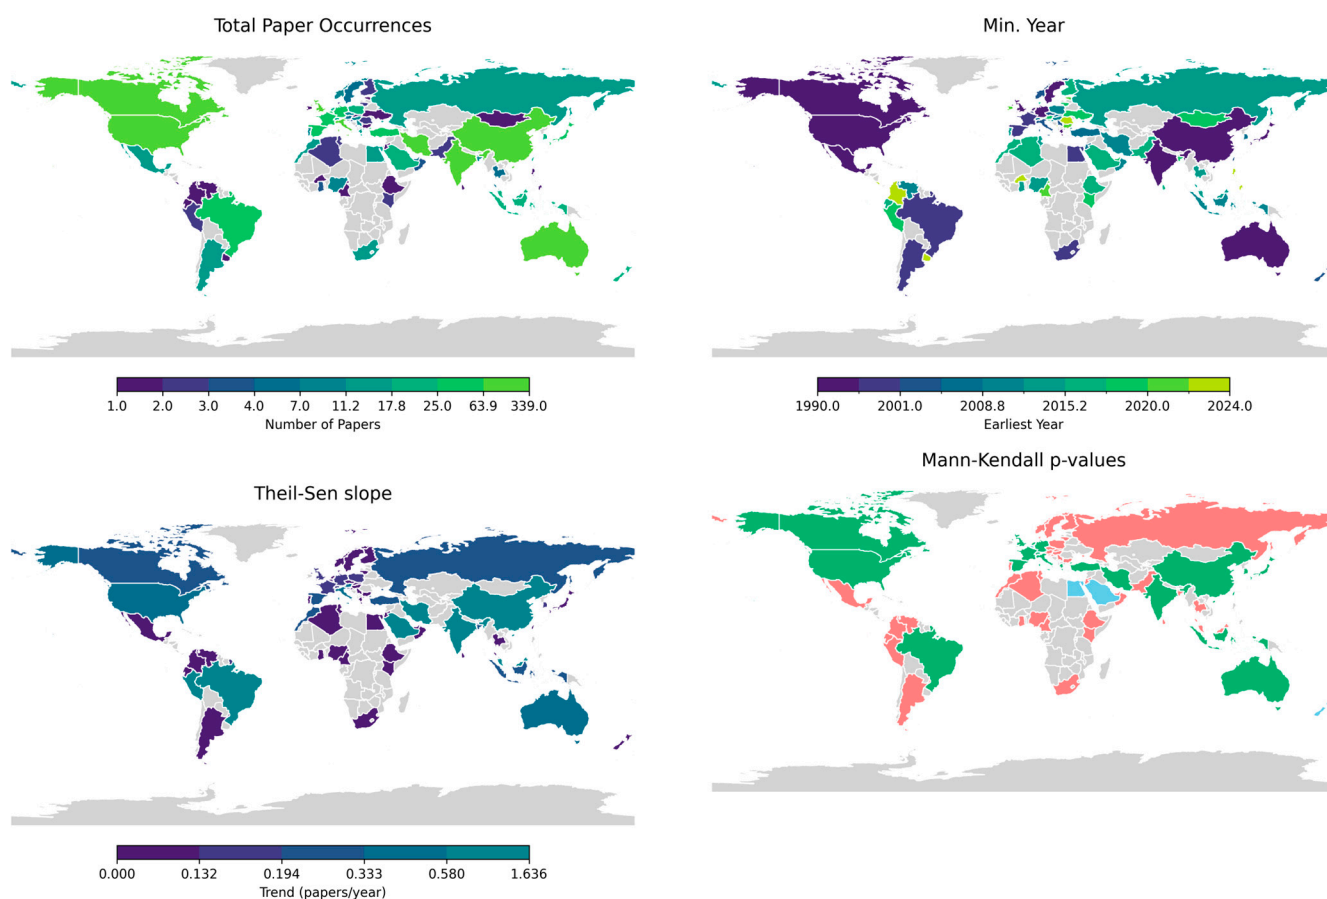 Total Paper Occurrences
1.0 2.0 3.0 4.0 7.0 11.2 17.8 25.0 63.9 339.0
Number of Papers
Min. Year
1990.0 2001.0 2008.8 2015.2 2020.0 2024.0
Earliest Year
Theil-Sen slope
0.000 0.132 0.194 0.333 0.580 1.636
Trend (papers/year)
Mann-Kendall p-values